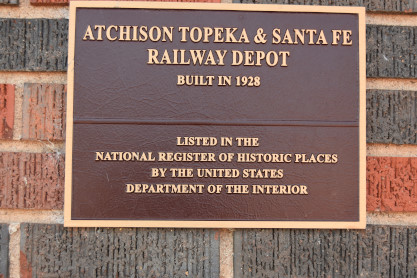 ATCHISON TOPEKA & SANTA FE
RAILWAY DEPOT
BUILT IN 1928
LISTED IN THE
NATIONAL REGISTER OF HISTORIC PLACES
BY THE UNITED STATES
DEPARTMENT OF THE INTERIOR